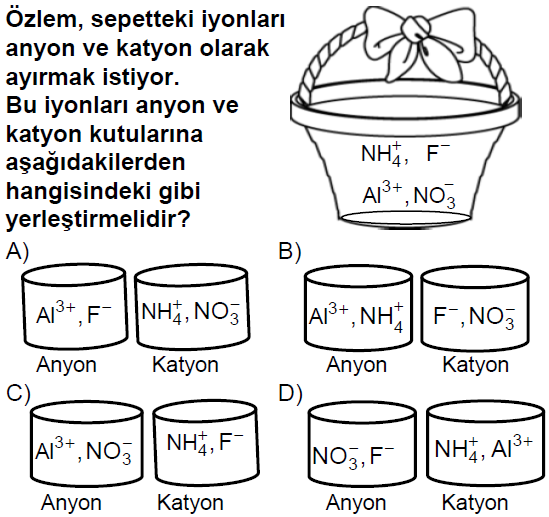 Özlem, sepetteki iyonları
anyon ve katyon olarak
ayırmak istiyor.
Bu iyonları anyon ve
katyon kutularına
aşağıdakilerden
hangisindeki gibi
yerleştirmelidir?
NH₄⁺, F⁻
Al³⁺, NO₃⁻
A)
Al³⁺, F⁻
NH₄⁺, NO₃⁻
Anyon
Katyon
B)
Al³⁺, NH₄⁺
F⁻, NO₃⁻
Anyon
Katyon
C)
Al³⁺, NO₃⁻
NH₄⁺, F⁻
Anyon
Katyon
D)
NO₃⁻, F⁻
NH₄⁺, Al³⁺
Anyon
Katyon